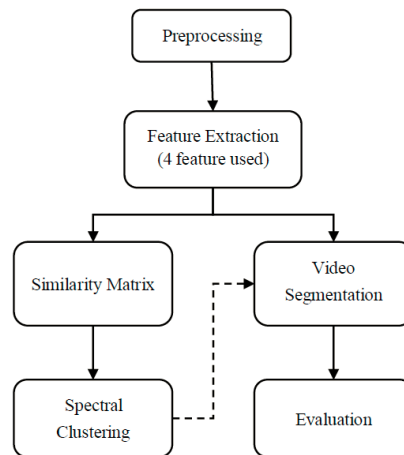 Preprocessing
Feature Extraction
(4 feature used)
Similarity Matrix
Video
Segmentation
Spectral
Clustering
Evaluation